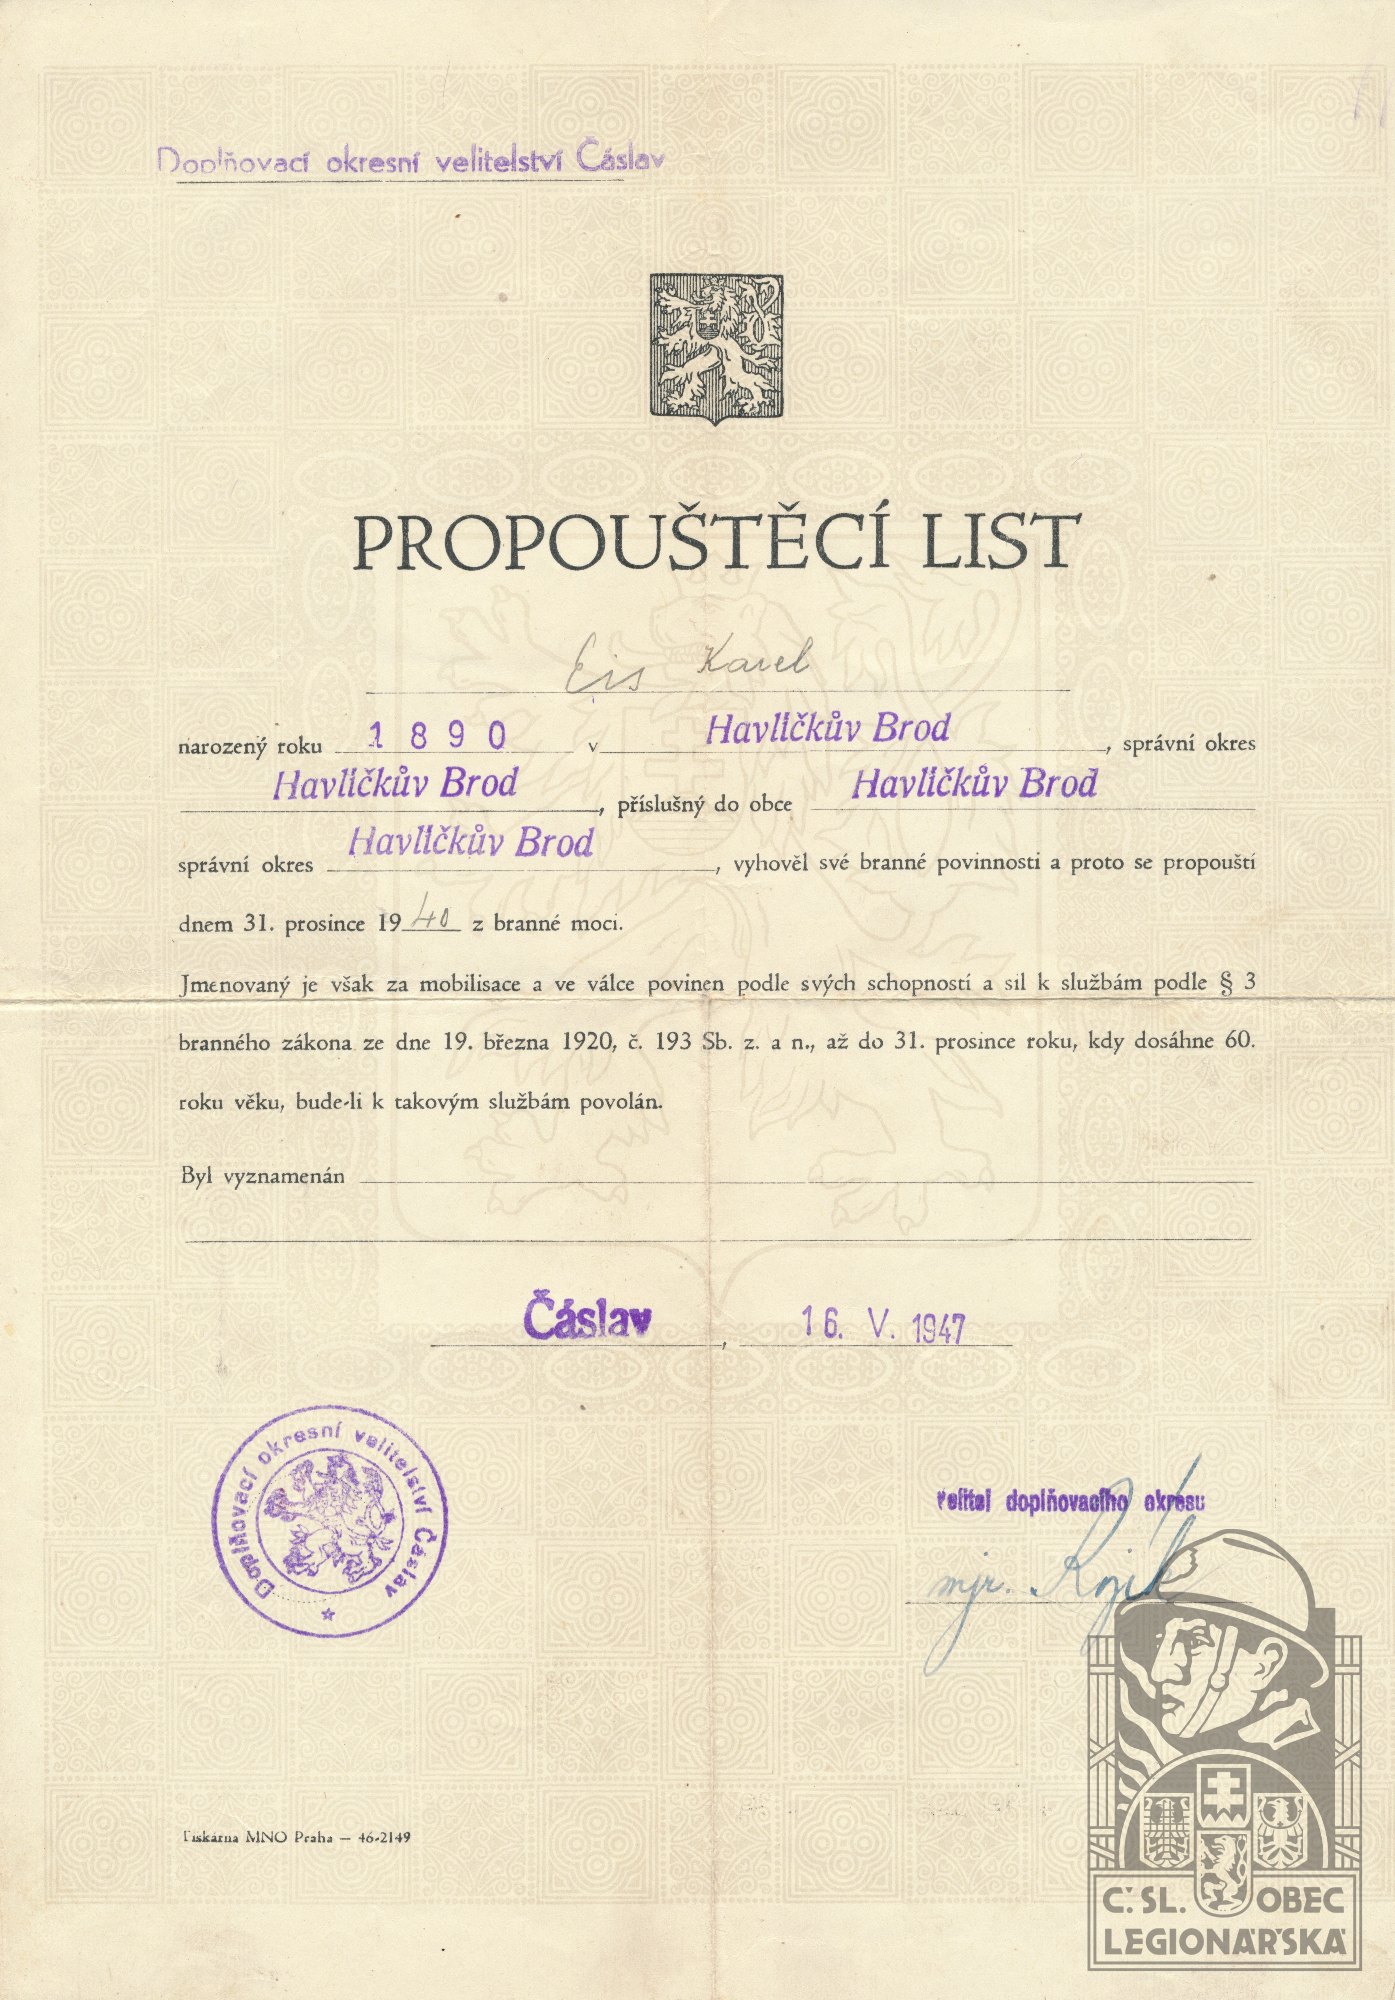 Doplňovací okresní velitelství Čáslav
PROPOUŠTĚCÍ LIST
Eis Karel
narozený roku 1890 v Havlíčkův Brod, správní okres
Havlíčkův Brod, příslušný do obce Havlíčkův Brod
správní okres Havlíčkův Brod, vyhověl své branné povinnosti a proto se propouští
dnem 31. prosince 1940 z branné moci.
Jmenovaný je však za mobilisace a ve válce povinen podle svých schopností a sil k službám podle § 3
branného zákona ze dne 19. března 1920, č. 193 Sb. z. a n., až do 31. prosince roku, kdy dosáhne 60.
roku věku, bude-li k takovým službám povolán.
Byl vyznamenán
Čáslav, 16. V. 1947
Doplňovací okresní velitelství Čáslav
velitel doplňovacího okresu
mjr.
Tiskárna MNO Praha — 46-2149
Č. SL. OBEC
LEGIONÁŘSKÁ